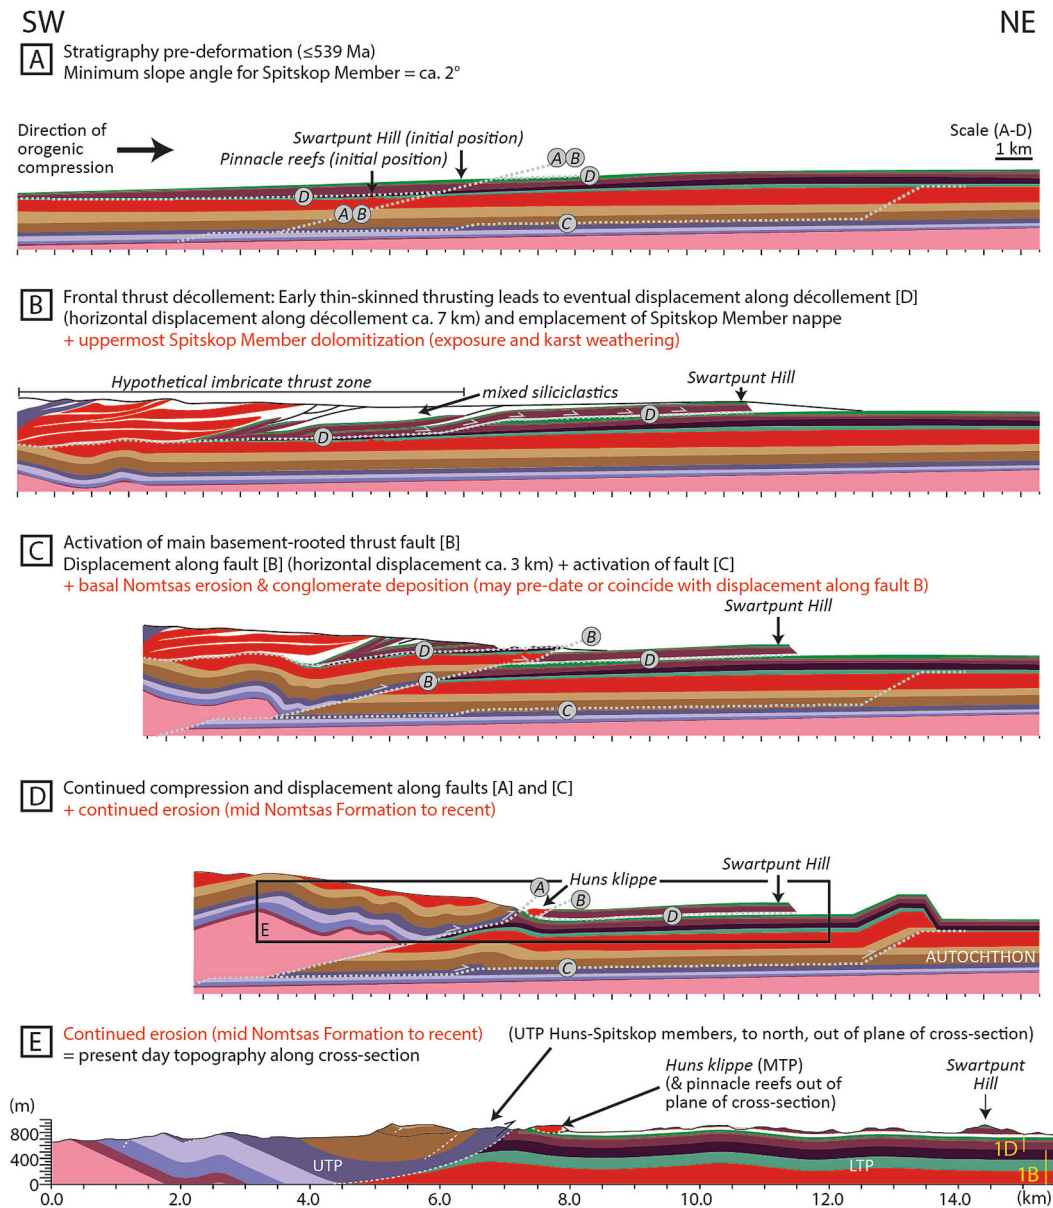 SW
NE
A
Stratigraphy pre-deformation (≤539 Ma)
Minimum slope angle for Spitskop Member = ca. 2°
Direction of
orogenic
compression
Swartpunt Hill (initial position)
Pinnacle reefs (initial position)
Scale (A-D)
1 km
A B
D
D
A B
C
B
Frontal thrust décollement: Early thin-skinned thrusting leads to eventual displacement along décollement [D]
(horizontal displacement along décollement ca. 7 km) and emplacement of Spitskop Member nappe
+ uppermost Spitskop Member dolomitization (exposure and karst weathering)
Hypothetical imbricate thrust zone
mixed siliciclastics
Swartpunt Hill
D
D
C
Activation of main basement-rooted thrust fault [B]
Displacement along fault [B] (horizontal displacement ca. 3 km) + activation of fault [C]
+ basal Nomtsas erosion & conglomerate deposition (may pre-date or coincide with displacement along fault B)
Swartpunt Hill
B
D
D
B
C
D
Continued compression and displacement along faults [A] and [C]
+ continued erosion (mid Nomtsas Formation to recent)
Swartpunt Hill
Huns klippe
A
B
D
E
AUTOCHTHON
C
E
Continued erosion (mid Nomtsas Formation to recent)
= present day topography along cross-section
(UTP Huns-Spitskop members, to north, out of plane of cross-section)
Huns klippe (MTP)
(& pinnacle reefs out of
plane of cross-section)
Swartpunt
Hill
(m)
800
400
0
UTP
LTP
1D
1B
0.0 2.0 4.0 6.0 8.0 10.0 12.0 14.0 (km)